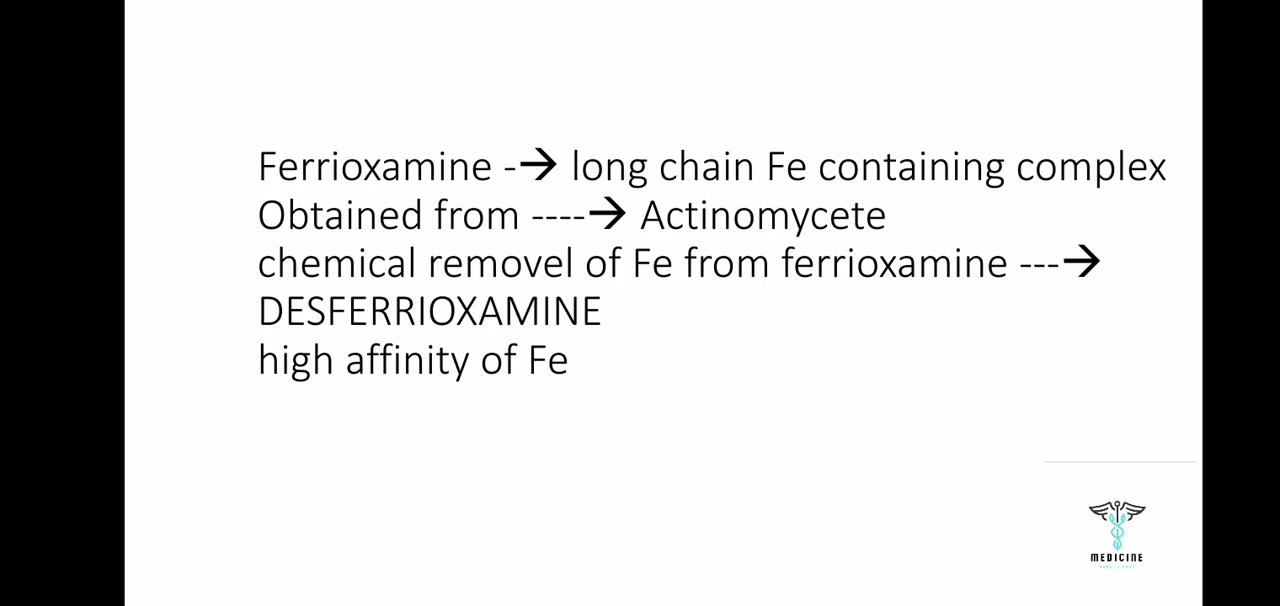 Ferrioxamine -→ long chain Fe containing complex
Obtained from ----→ Actinomycete
chemical removel of Fe from ferrioxamine ---→
DESFERRIOXAMINE
high affinity of Fe
MEDICINE